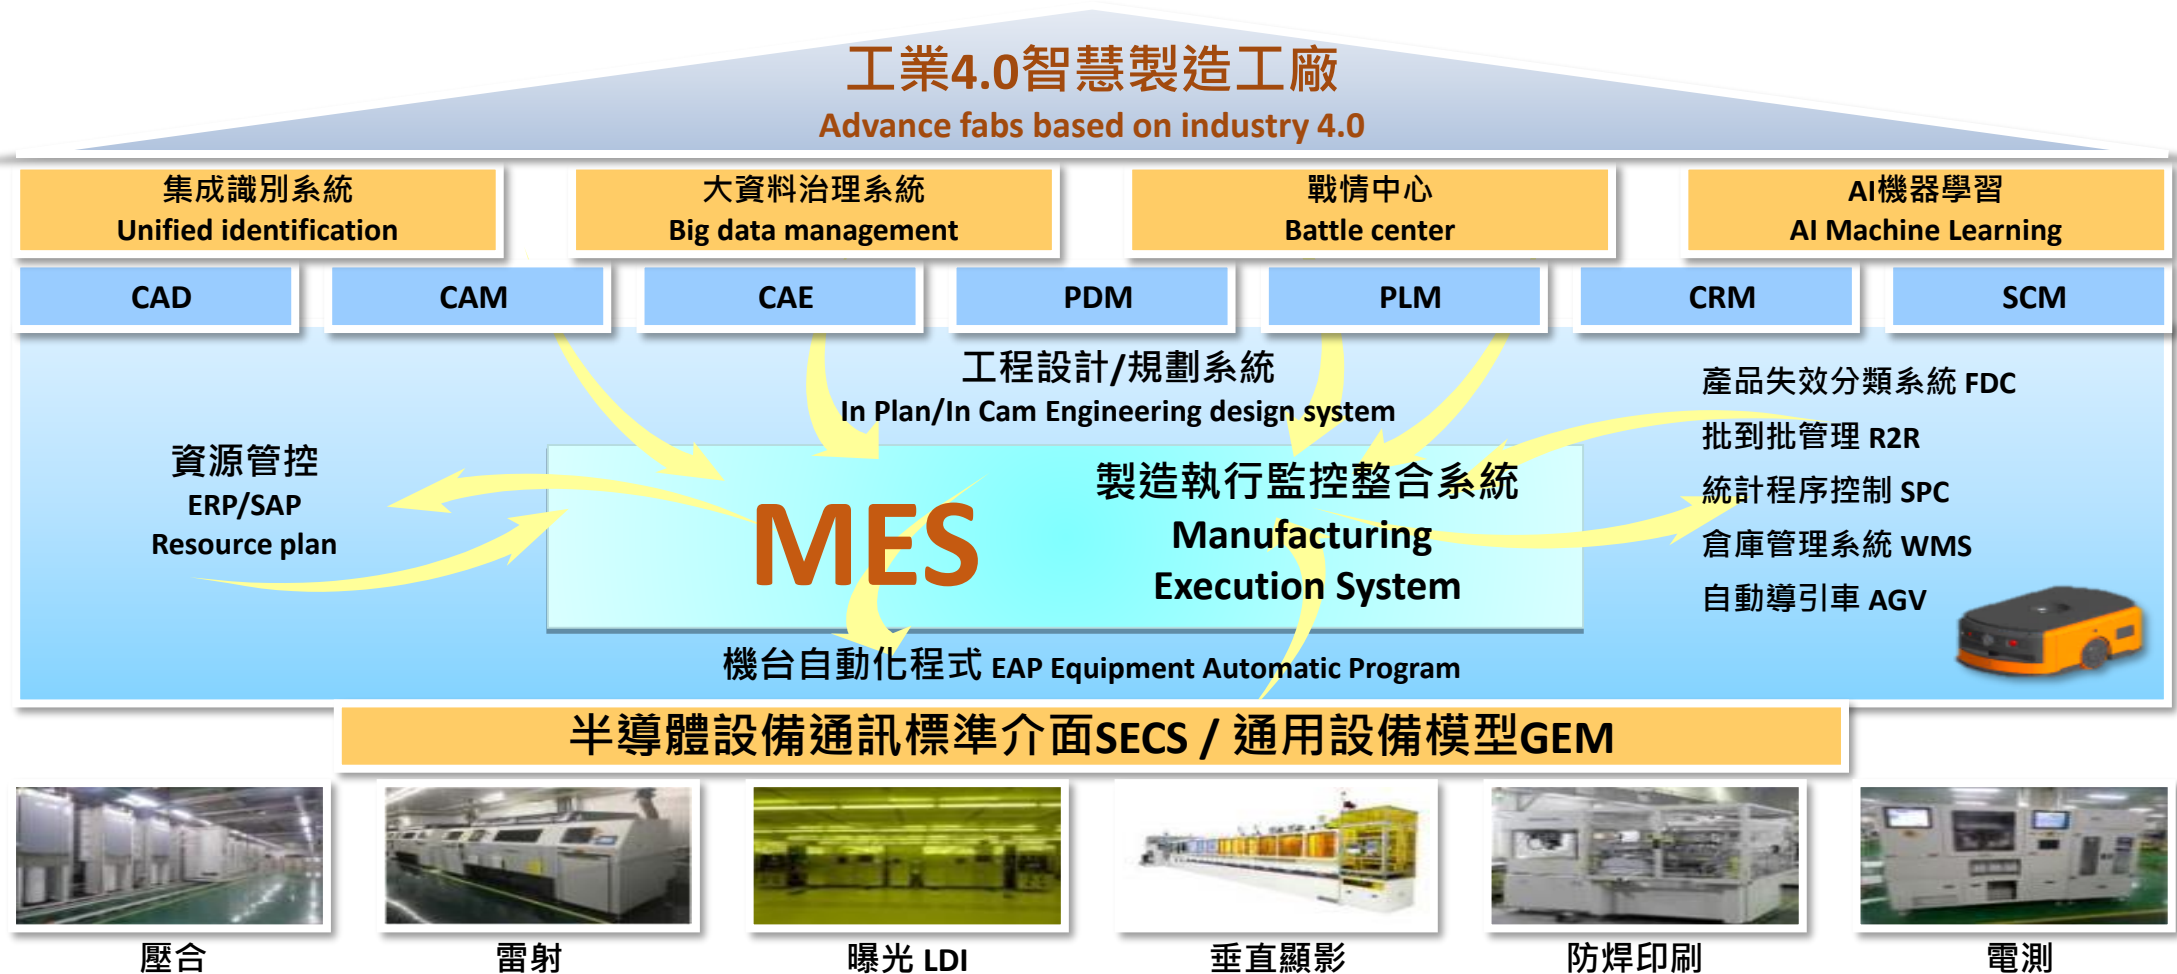 工業4.0智慧製造工廠
Advance fabs based on industry 4.0
集成識別系統
Unified identification
大資料治理系統
Big data management
戰情中心
Battle center
AI機器學習
AI Machine Learning
CAD
CAM
CAE
PDM
PLM
CRM
SCM
工程設計/規劃系統
In Plan/In Cam Engineering design system
資源管控
ERP/SAP
Resource plan
MES
製造執行監控整合系統
Manufacturing
Execution System
產品失效分類系統 FDC
批到批管理 R2R
統計程序控制 SPC
倉庫管理系統 WMS
自動導引車 AGV
機台自動化程式 EAP Equipment Automatic Program
半導體設備通訊標準介面SECS / 通用設備模型GEM
壓合
雷射
曝光 LDI
垂直顯影
防焊印刷
電測